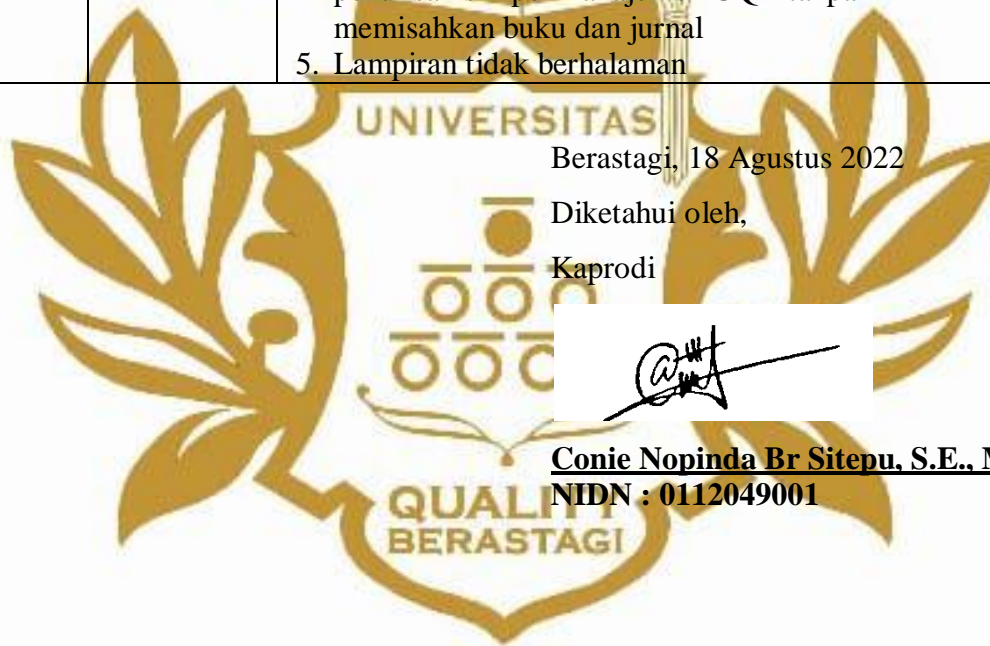 memisahkan buku dan jurnal
5. Lampiran tidak berhalaman
UNIVERSITAS
Berastagi, 18 Agustus 2022
Diketahui oleh,
Kaprodi
Conie Nopinda Br Sitepu, S.E.,
NIDN : 0112049001
QUALITY
BERASTAGI